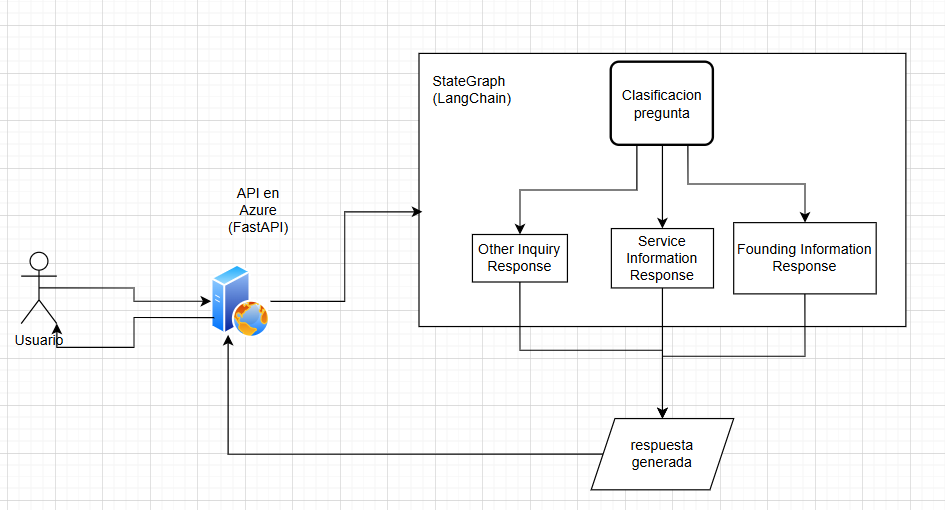 StateGraph
(LangChain)
Clasificacion
pregunta
API en
Azure
(FastAPI)
Other Inquiry
Response
Service
Information
Response
Founding Information
Response
Usuario
respuesta
generada